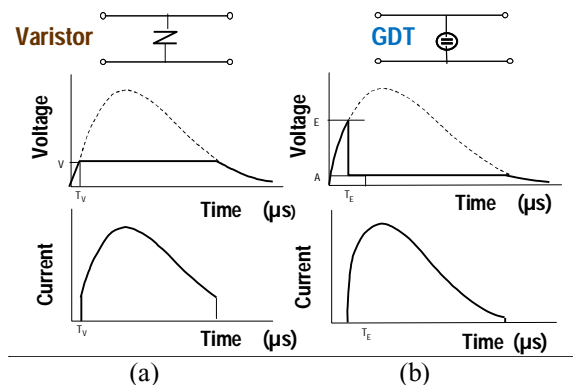 Varistor
GDT
Voltage
V
T_V
Time (µs)
Voltage
E
A
T_E
Time (µs)
Current
T_V
Time (µs)
Current
T_E
Time (µs)
(a)
(b)